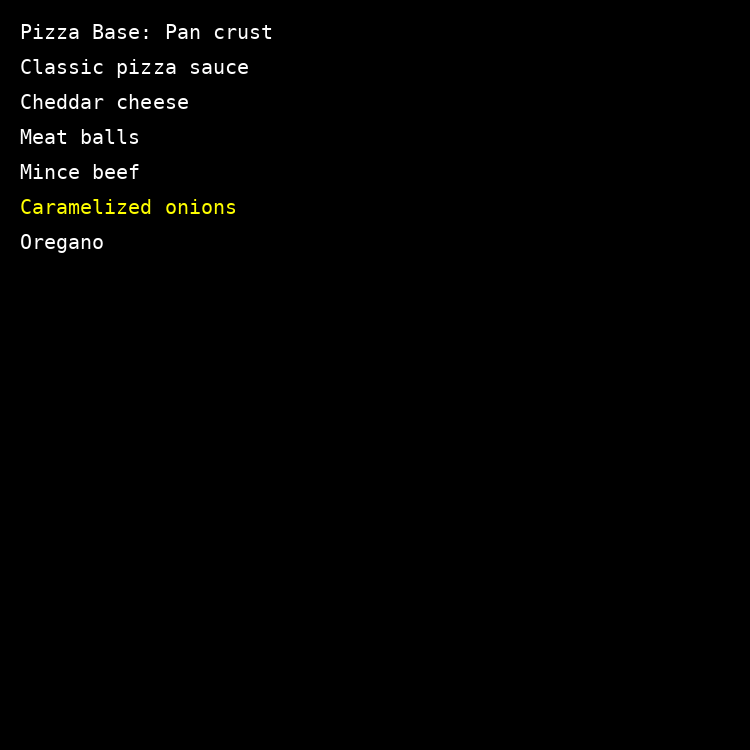 Pizza Base: Pan crust
Classic pizza sauce
Cheddar cheese
Meat balls
Mince beef
Caramelized onions
Oregano